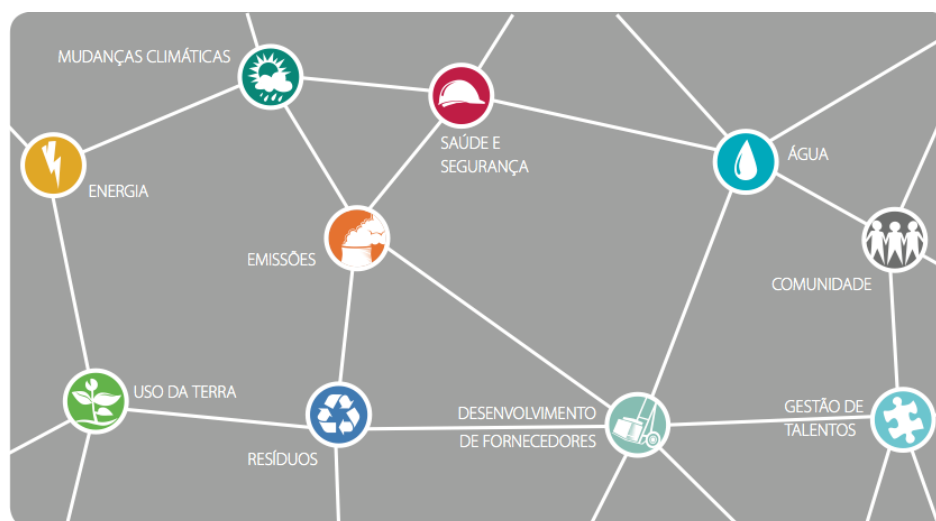 MUDANÇAS CLIMÁTICAS
SAÚDE E
SEGURANÇA
ÁGUA
ENERGIA
EMISSÕES
COMUNIDADE
USO DA TERRA
RESÍDUOS
DESENVOLVIMENTO
DE FORNECEDORES
GESTÃO DE
TALENTOS